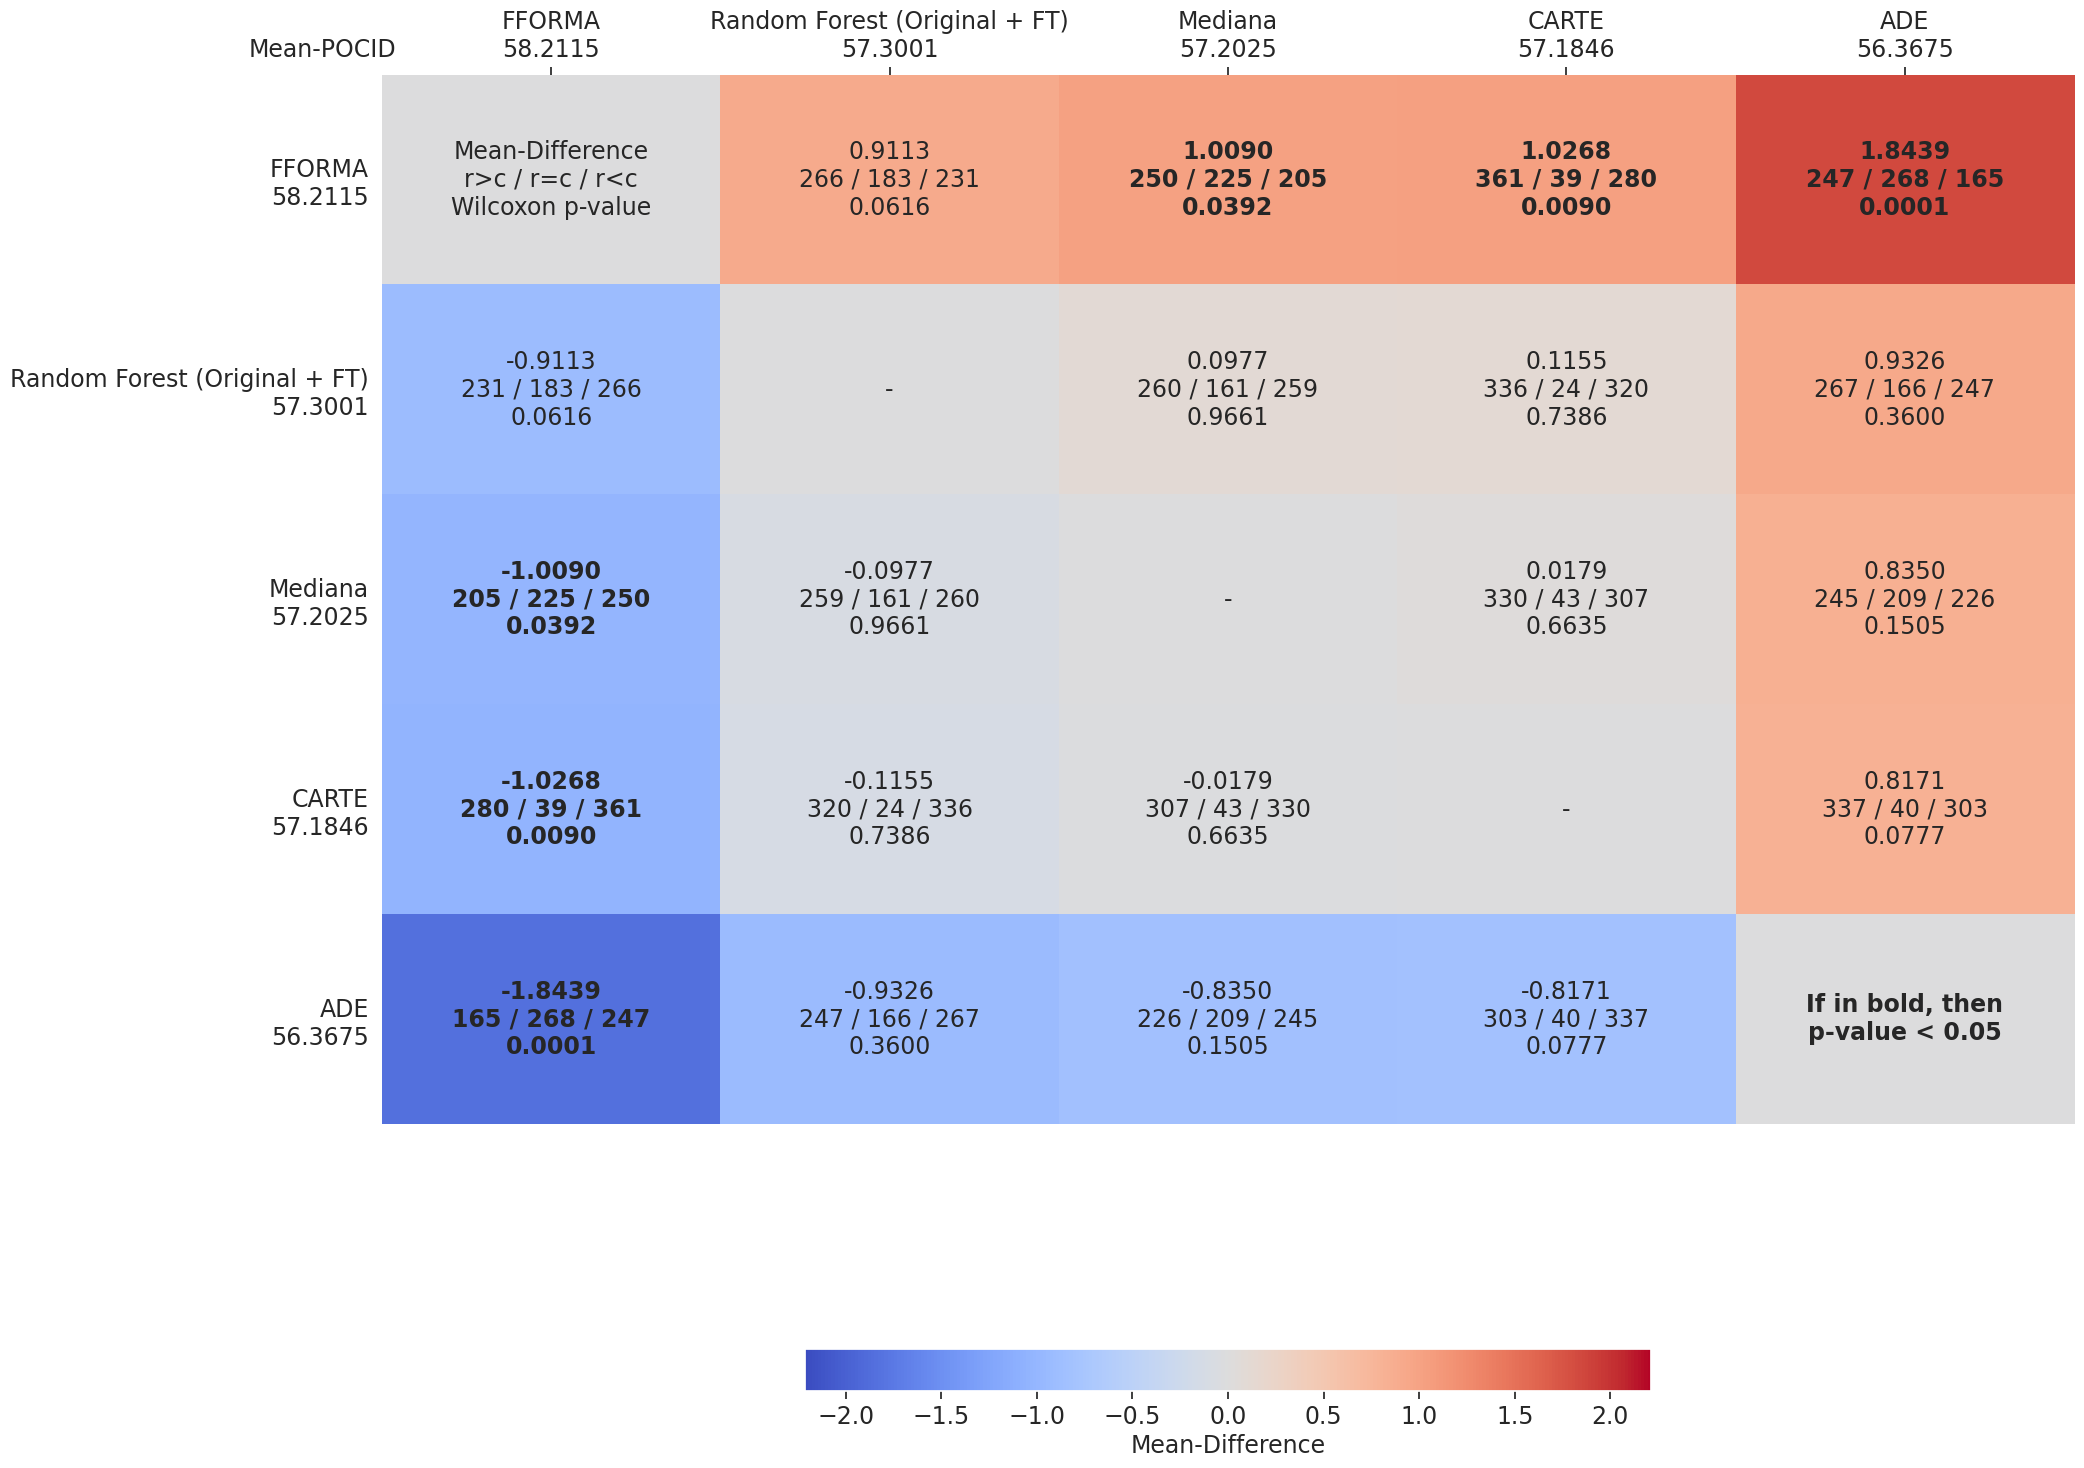 FFORMA Random Forest (Original + FT) Mediana CARTE ADE
Mean-POCID 58.2115 57.3001 57.2025 57.1846 56.3675
Mean-Difference 0.9113 1.0090 1.0268 1.8439
FFORMA r>c / r=c / r<c 266 / 183 / 231 250 / 225 / 205 361 / 39 / 280 247 / 268 / 165
58.2115 Wilcoxon p-value 0.0616 0.0392 0.0090 0.0001
-0.9113 0.0977 0.1155 0.9326
Random Forest (Original + FT) 231 / 183 / 266 - 260 / 161 / 259 336 / 24 / 320 267 / 166 / 247
57.3001 0.0616 0.9661 0.7386 0.3600
-1.0090 -0.0977 0.0179 0.8350
Mediana 205 / 225 / 250 259 / 161 / 260 - 330 / 43 / 307 245 / 209 / 226
57.2025 0.0392 0.9661 0.6635 0.1505
-1.0268 -0.1155 -0.0179 0.8171
CARTE 280 / 39 / 361 320 / 24 / 336 307 / 43 / 330 - 337 / 40 / 303
57.1846 0.0090 0.7386 0.6635 0.0777
-1.8439 -0.9326 -0.8350 -0.8171 If in bold, then
ADE 165 / 268 / 247 247 / 166 / 267 226 / 209 / 245 303 / 40 / 337 p-value < 0.05
56.3675 0.0001 0.3600 0.1505 0.0777
−2.0 −1.5 −1.0 −0.5 0.0 0.5 1.0 1.5 2.0
Mean-Difference